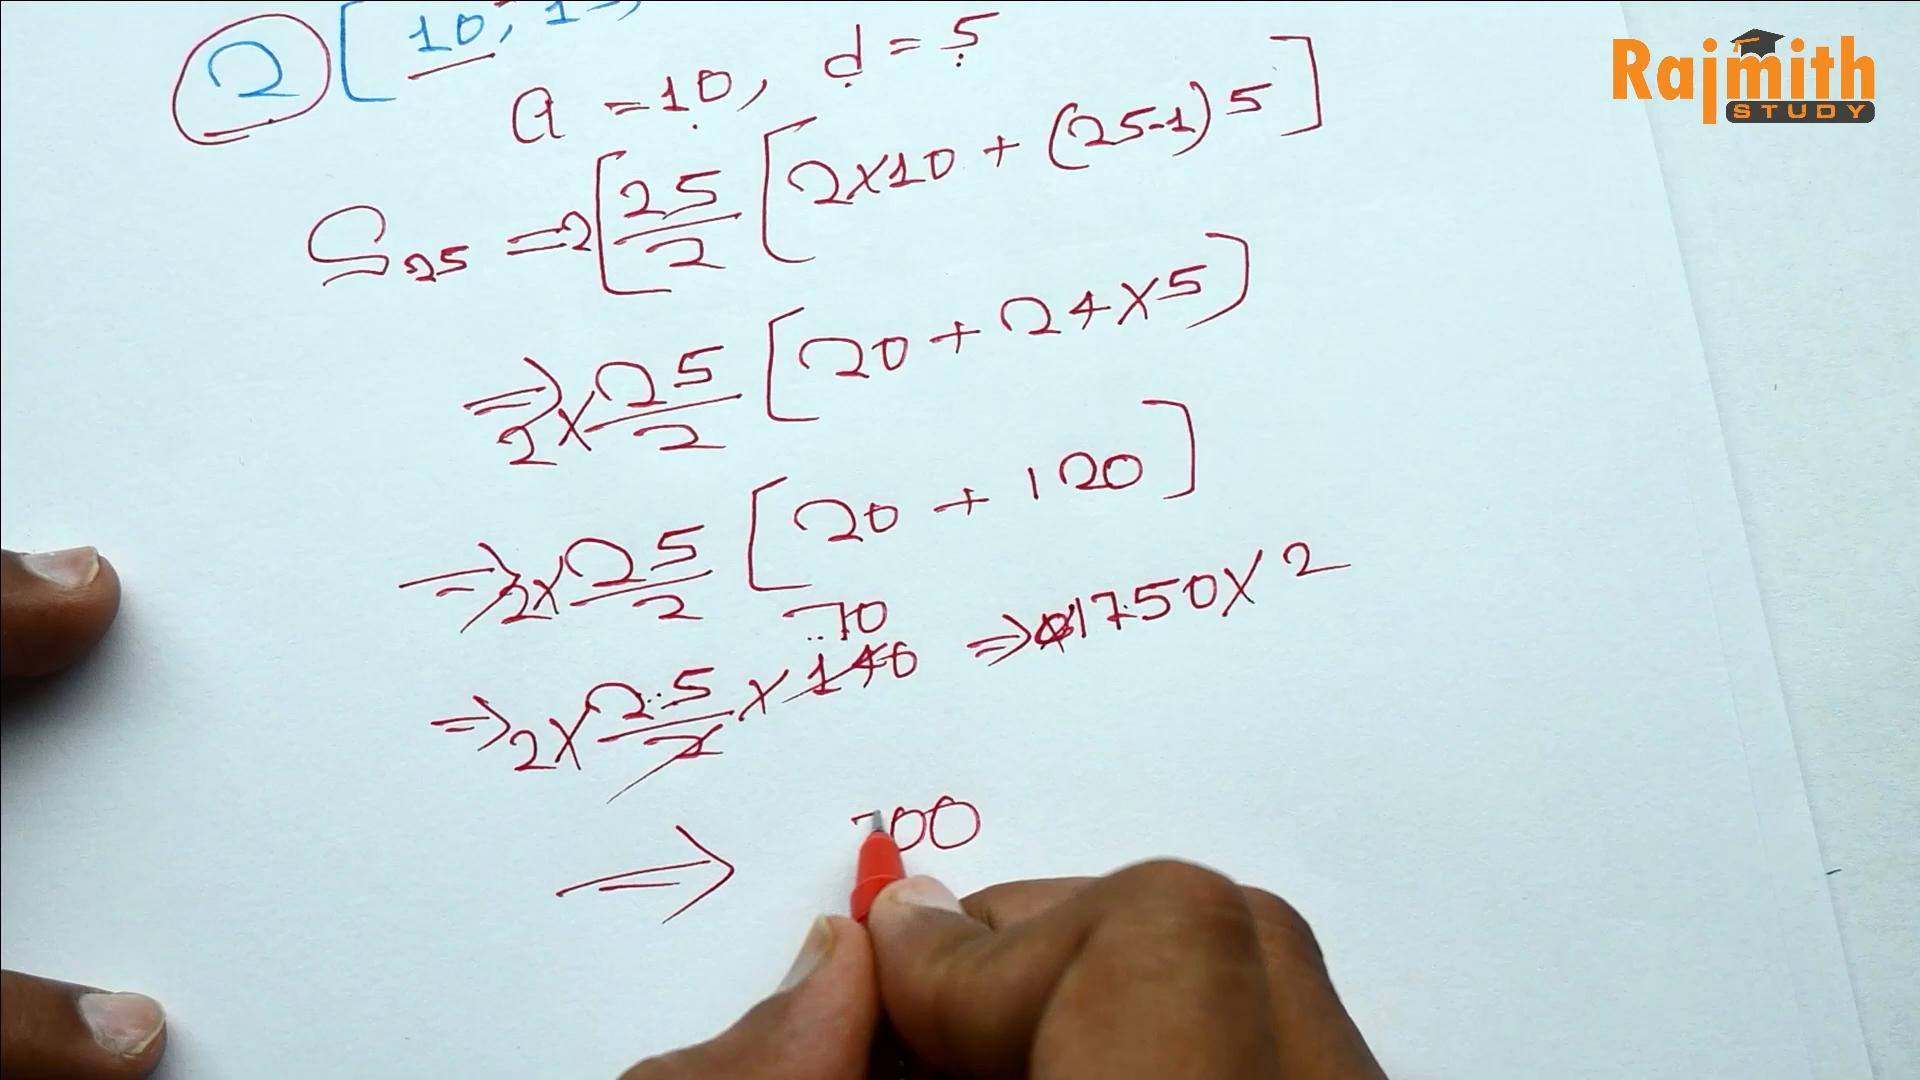 Rajmith
STUDY
2 [10, 1
a = 10, d = 5
S25 = 2[25/2 [2×10 + (25-1)5]
⇒ 2 × 25/2 [20 + 24×5]
⇒ 2× 25/2 [20 + 120]
70
⇒ 2 × 25/2 × 140 ⇒ 1750×2
⇒ 700